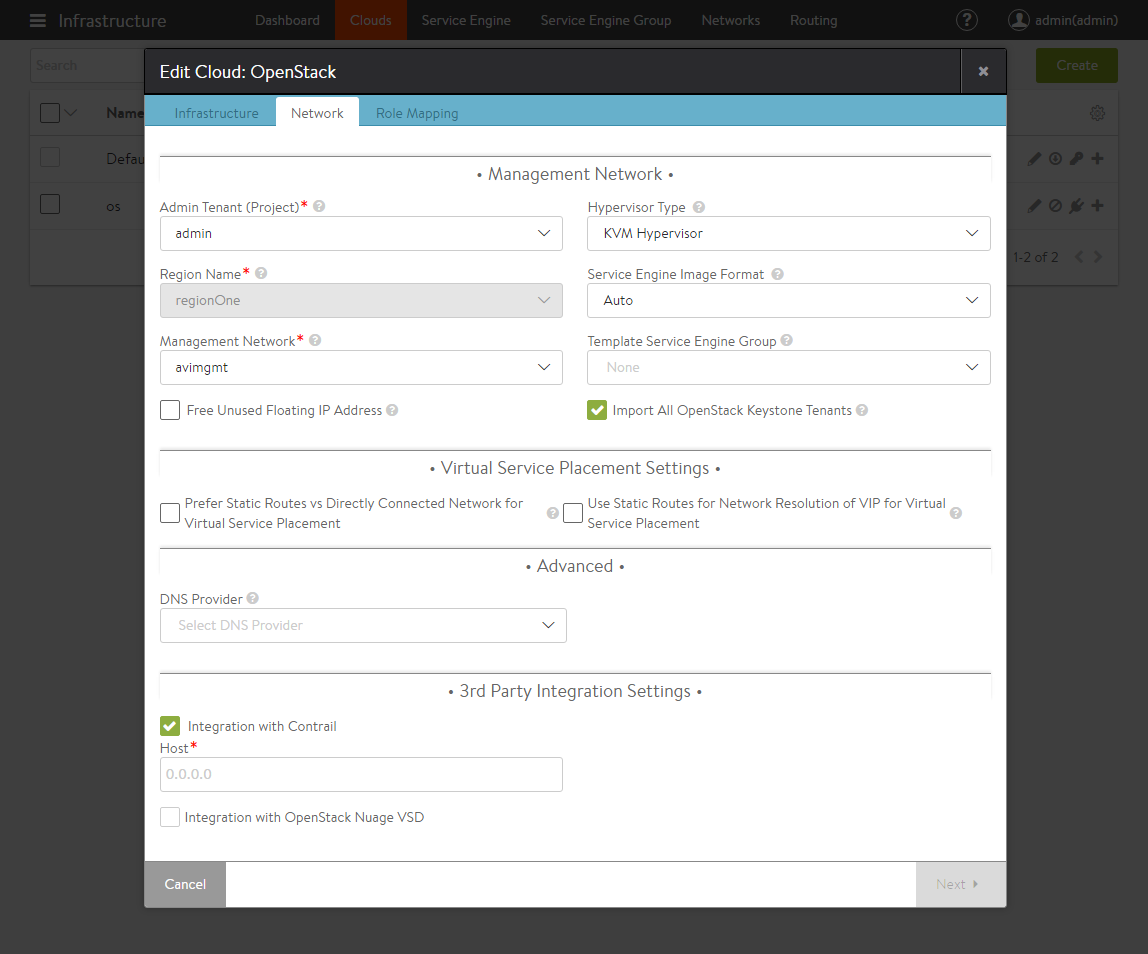 Infrastructure Dashboard Clouds Service Engine Service Engine Group Networks Routing ? admin(admin)
Search
Create
Edit Cloud: OpenStack
Infrastructure Network Role Mapping
Name
Defau
os
1-2 of 2
• Management Network •
Admin Tenant (Project)* ? Hypervisor Type ?
admin KVM Hypervisor
Region Name* ? Service Engine Image Format ?
regionOne Auto
Management Network* ? Template Service Engine Group ?
avimgmt None
Free Unused Floating IP Address ? Import All OpenStack Keystone Tenants ?
• Virtual Service Placement Settings •
Prefer Static Routes vs Directly Connected Network for
Virtual Service Placement ?
Use Static Routes for Network Resolution of VIP for Virtual
Service Placement ?
• Advanced •
DNS Provider ?
Select DNS Provider
• 3rd Party Integration Settings •
Integration with Contrail
Host*
0.0.0.0
Integration with OpenStack Nuage VSD
Cancel Next